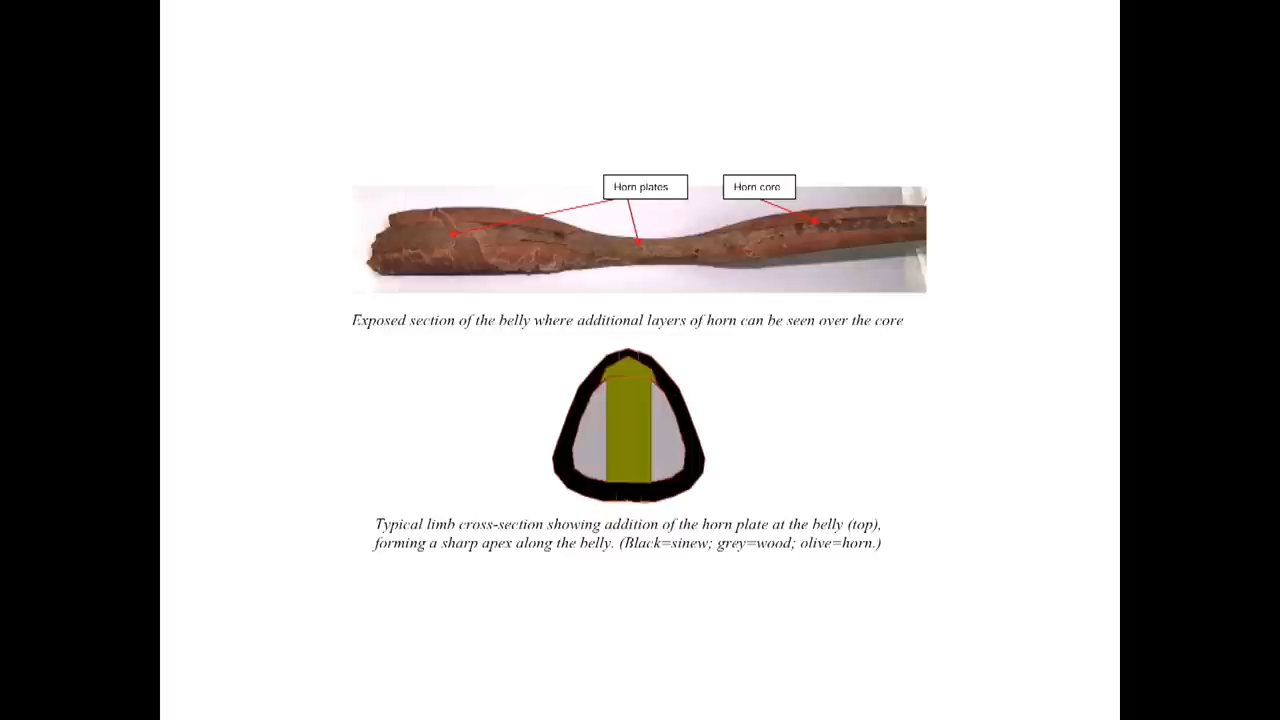 Horn plates
Horn core
Exposed section of the belly where additional layers of horn can be seen over the core
Typical limb cross-section showing addition of the horn plate at the belly (top),
forming a sharp apex along the belly. (Black=sinew; grey=wood; olive=horn.)